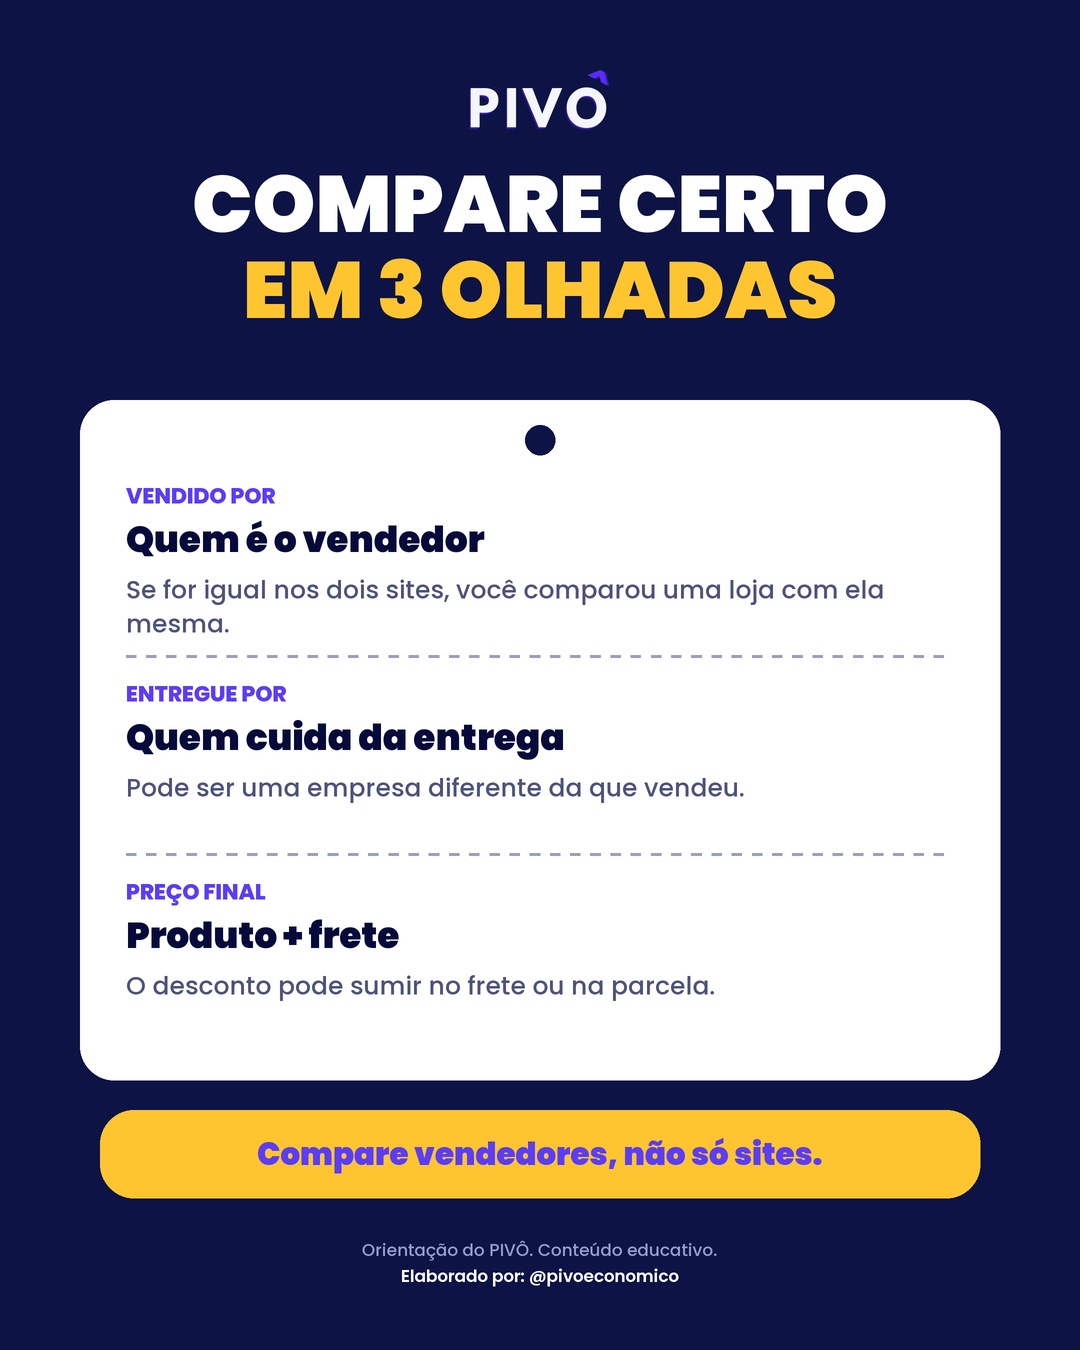 PIVÔ
COMPARE CERTO
EM 3 OLHADAS
VENDIDO POR
Quem é o vendedor
Se for igual nos dois sites, você comparou uma loja com ela
mesma.
ENTREGUE POR
Quem cuida da entrega
Pode ser uma empresa diferente da que vendeu.
PREÇO FINAL
Produto + frete
O desconto pode sumir no frete ou na parcela.
Compare vendedores, não só sites.
Orientação do PIVÔ. Conteúdo educativo.
Elaborado por: @pivoeconomico